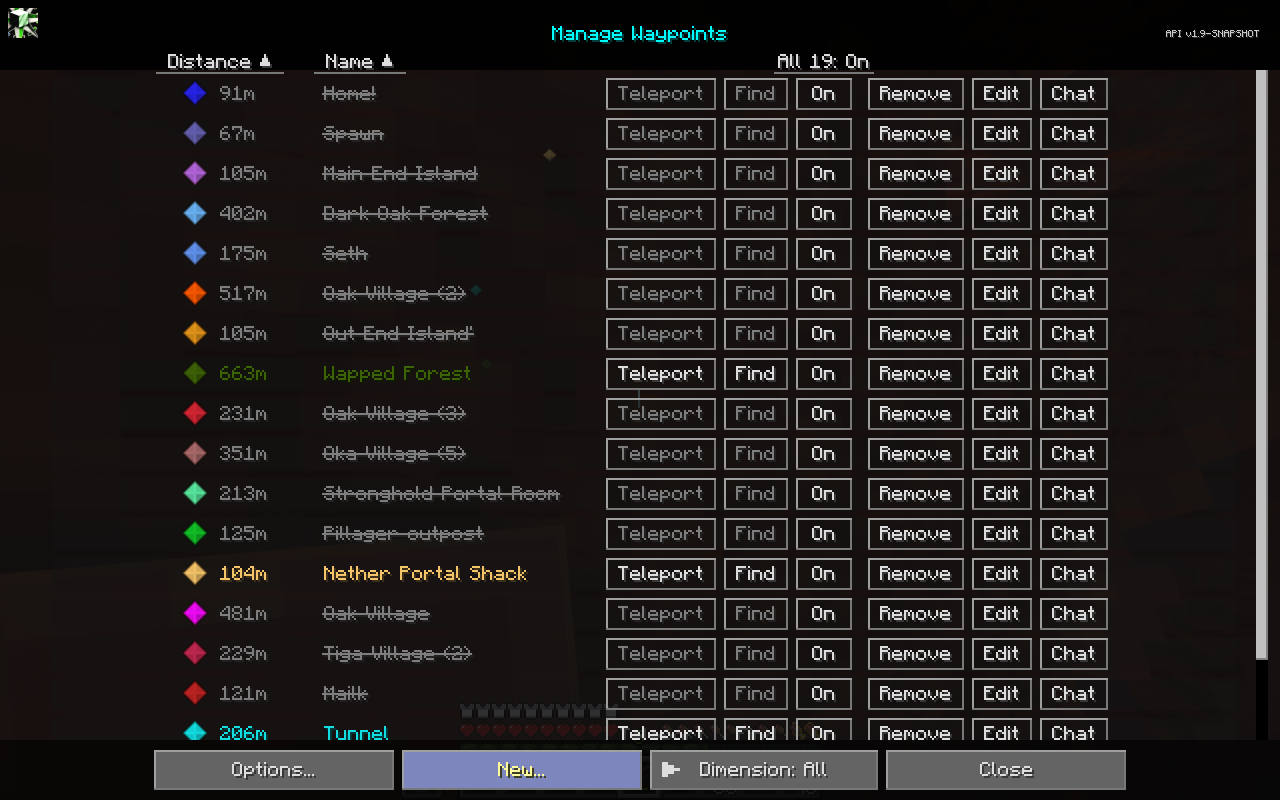 Manage Waypoints
API v1.9-SNAPSHOT
Distance ▲ Name ▲ All 19: On
91m Home! Teleport Find On Remove Edit Chat
67m Spawn Teleport Find On Remove Edit Chat
105m Main End Island Teleport Find On Remove Edit Chat
402m Dark Oak Forest Teleport Find On Remove Edit Chat
175m Seth Teleport Find On Remove Edit Chat
517m Oak Village (2) Teleport Find On Remove Edit Chat
105m Out End Island' Teleport Find On Remove Edit Chat
663m Wapped Forest Teleport Find On Remove Edit Chat
231m Oak Village (3) Teleport Find On Remove Edit Chat
351m Oka Village (5) Teleport Find On Remove Edit Chat
213m Stronghold Portal Room Teleport Find On Remove Edit Chat
125m Pillager outpost Teleport Find On Remove Edit Chat
104m Nether Portal Shack Teleport Find On Remove Edit Chat
481m Oak Village Teleport Find On Remove Edit Chat
229m Tiga Village (2) Teleport Find On Remove Edit Chat
121m Mailk Teleport Find On Remove Edit Chat
206m Tunnel Teleport Find On Remove Edit Chat
Options... New... Dimension: All Close